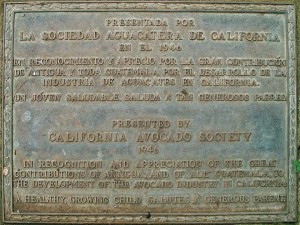 PRESENTADA POR
LA SOCIEDAD AGUACATERA DE CALIFORNIA
EN EL 1946
EN RECONOCIMIENTO Y APRECIO POR LA GRAN CONTRIBUCIÓN
DE ANTIGUA Y TODA GUATEMALA, POR EL DESARROLLO DE LA
INDUSTRIA DE AGUACATES EN CALIFORNIA.
UN JOVEN SALUDABLE SALUDA Y SUS GENEROSOS PADRES
PRESENTED BY
CALIFORNIA AVOCADO SOCIETY
1946
IN RECOGNITION AND APPRECIATION OF THE GREAT
CONTRIBUTIONS OF ANTIGUA AND OF ALL GUATEMALA, TO
THE DEVELOPMENT OF THE AVOCADO INDUSTRY IN CALIFORNIA
A HEALTHY, GROWING CHILD SALUTES A GENEROUS PARENT